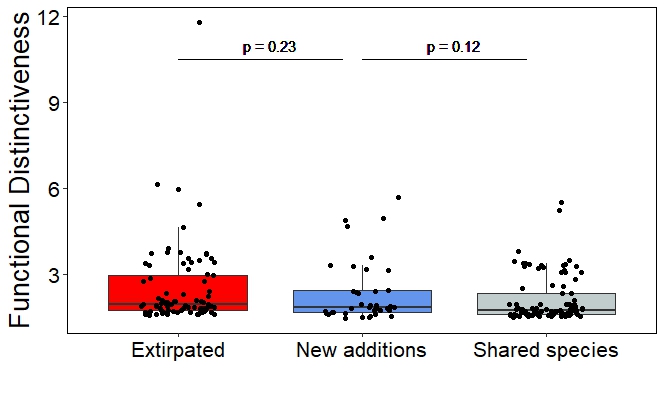 Functional Distinctiveness
12
9
6
3
p = 0.23
p = 0.12
Extirpated
New additions
Shared species